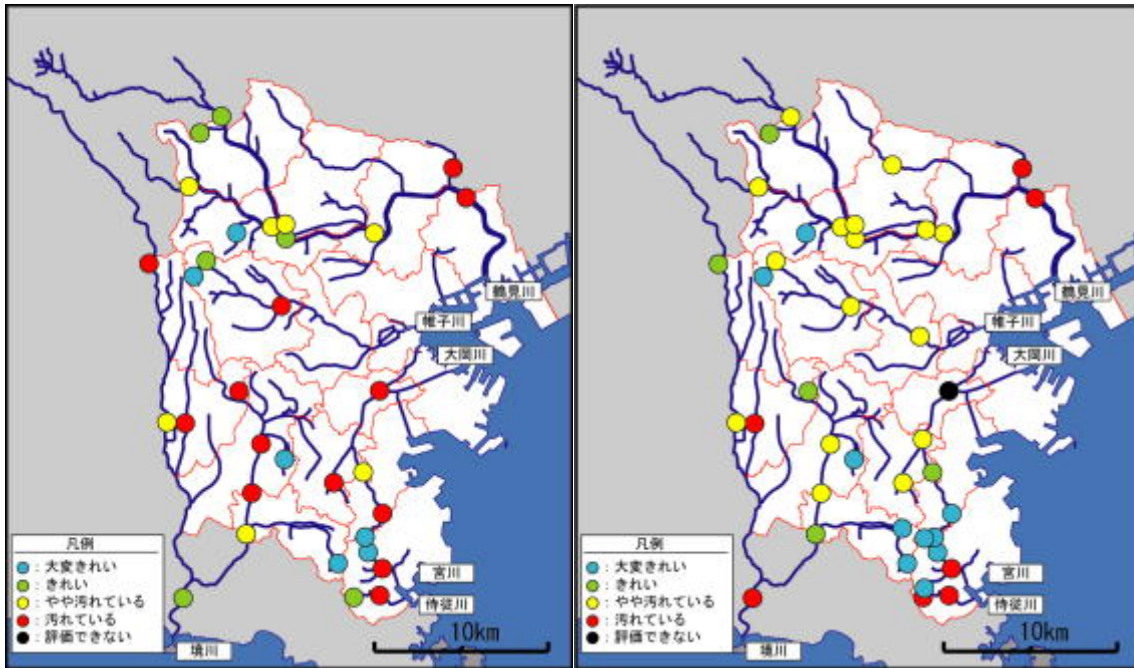 鶴見川
帷子川
大岡川
凡例
：大変きれい
：きれい
：やや汚れている
：汚れている
：評価できない
宮川
侍従川
10km
境川
鶴見川
帷子川
大岡川
凡例
：大変きれい
：きれい
：やや汚れている
：汚れている
：評価できない
宮川
侍従川
10km
境川